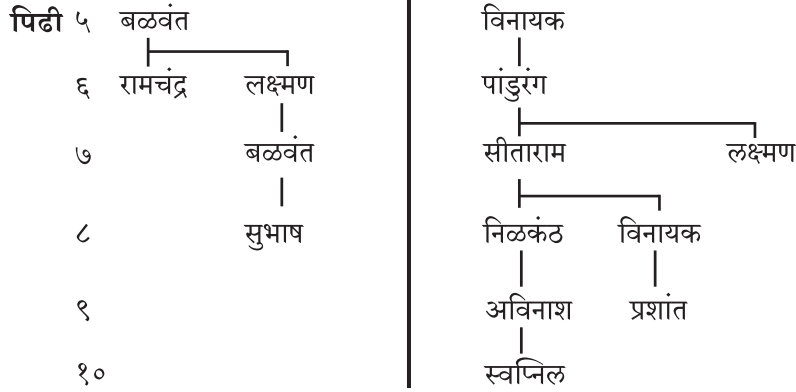 पिढी ५ बळवंत विनायक
६ रामचंद्र लक्ष्मण पांडुरंग
७ बळवंत सीताराम लक्ष्मण
८ सुभाष निळकंठ विनायक
९ अविनाश प्रशांत
१० स्वप्निल